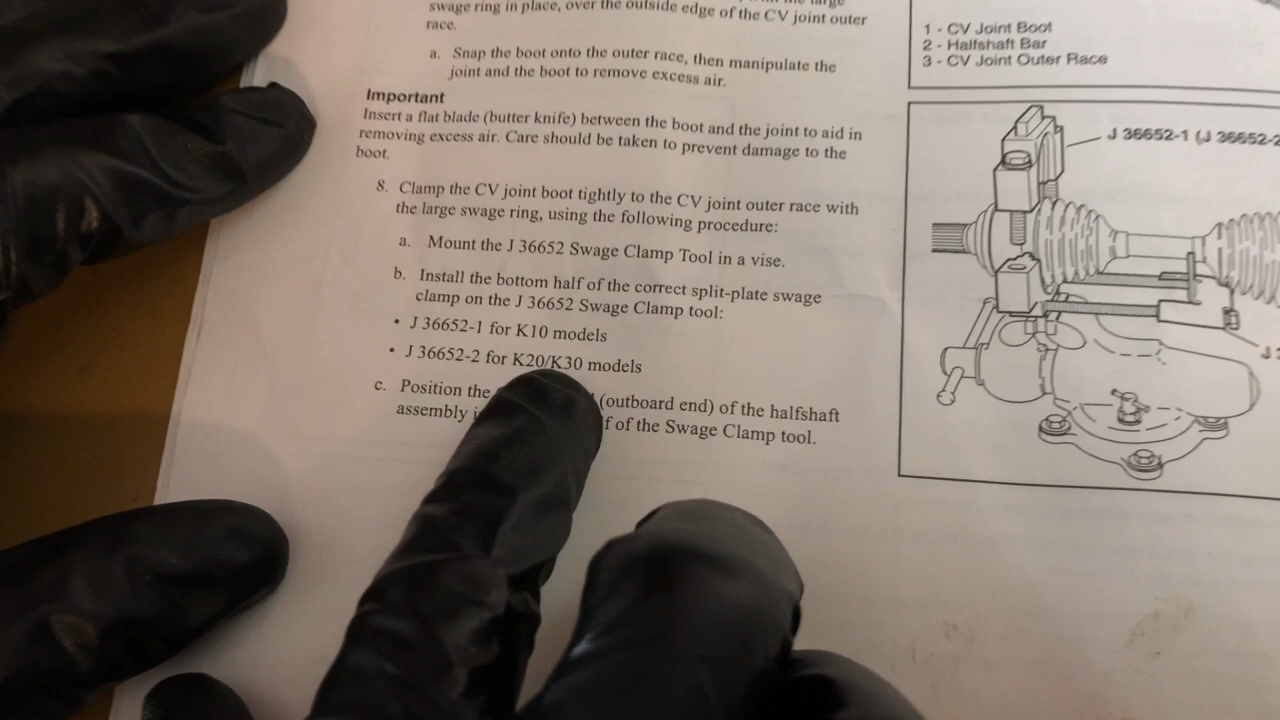 swage ring in place, over the outside edge of the CV joint outer
race.
a. Snap the boot onto the outer race, then manipulate the
joint and the boot to remove excess air.
Important
Insert a flat blade (butter knife) between the boot and the joint to aid in
removing excess air. Care should be taken to prevent damage to the
boot.
8. Clamp the CV joint boot tightly to the CV joint outer race with
the large swage ring, using the following procedure:
a. Mount the J 36652 Swage Clamp Tool in a vise.
b. Install the bottom half of the correct split-plate swage
clamp on the J 36652 Swage Clamp tool:
• J 36652-1 for K10 models
• J 36652-2 for K20/K30 models
c. Position the (outboard end) of the halfshaft
assembly of the Swage Clamp tool.
1 - CV Joint Boot
2 - Halfshaft Bar
3 - CV Joint Outer Race
J 36652-1 (J 36652-2